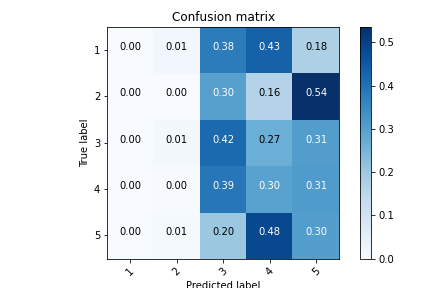 Confusion matrix
1 0.00 0.01 0.38 0.43 0.18
2 0.00 0.00 0.30 0.16 0.54
3 0.00 0.01 0.42 0.27 0.31
4 0.00 0.00 0.39 0.30 0.31
5 0.00 0.01 0.20 0.48 0.30
True label
1 2 3 4 5
Predicted label
0.5
0.4
0.3
0.2
0.1
0.0